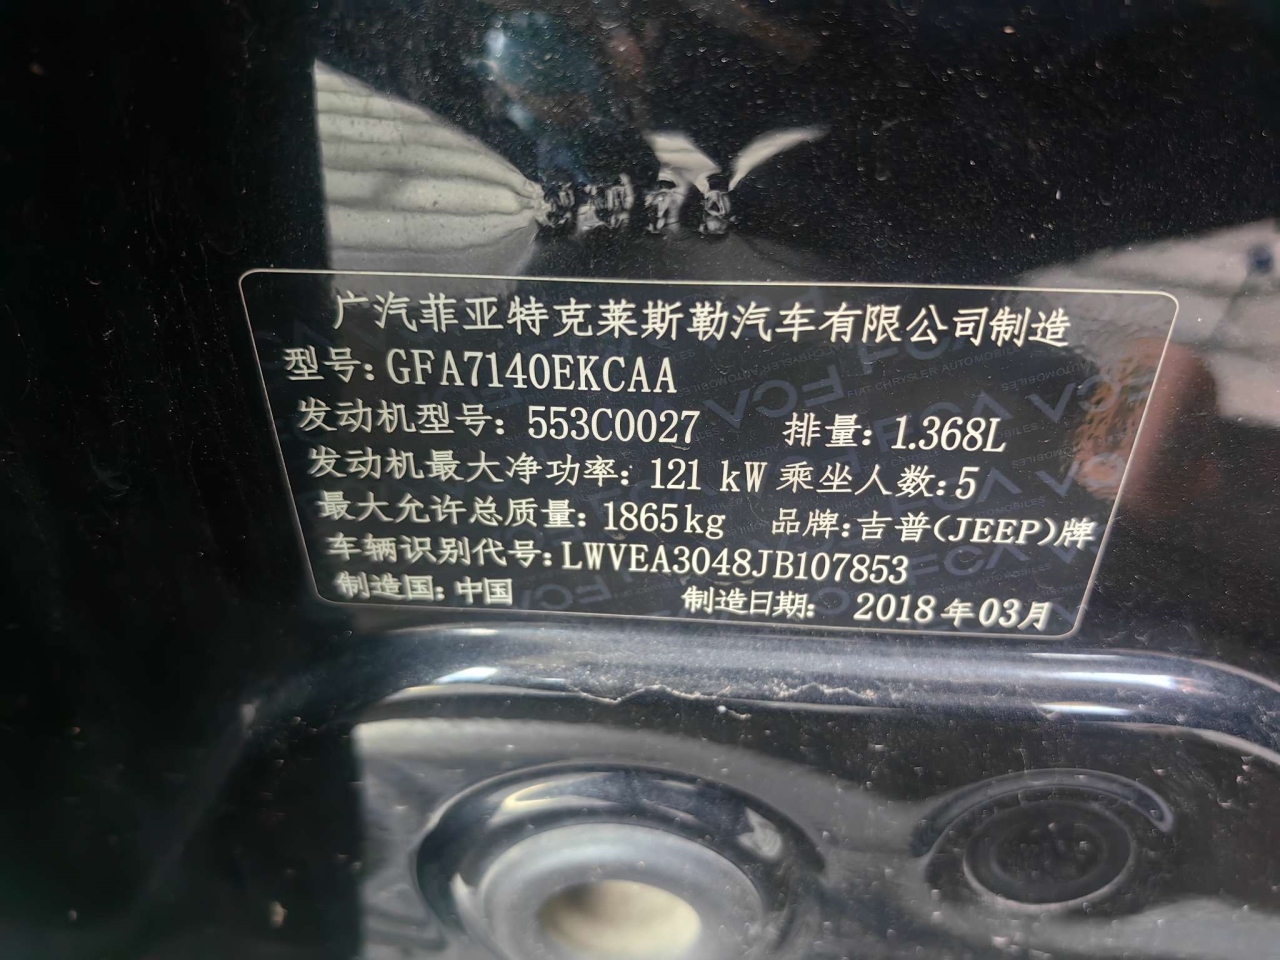 广汽菲亚特克莱斯勒汽车有限公司制造
型号:GFA7140EKCAA
发动机型号:553C0027 排量:1.368L
发动机最大净功率:121 kW 乘坐人数:5
最大允许总质量:1865kg 品牌:吉普(JEEP)牌
车辆识别代号:LWVEA3048JB107853
制造国:中国 制造日期: 2018年03月
FCA
FIAT CHRYSLER AUTOMOBILES